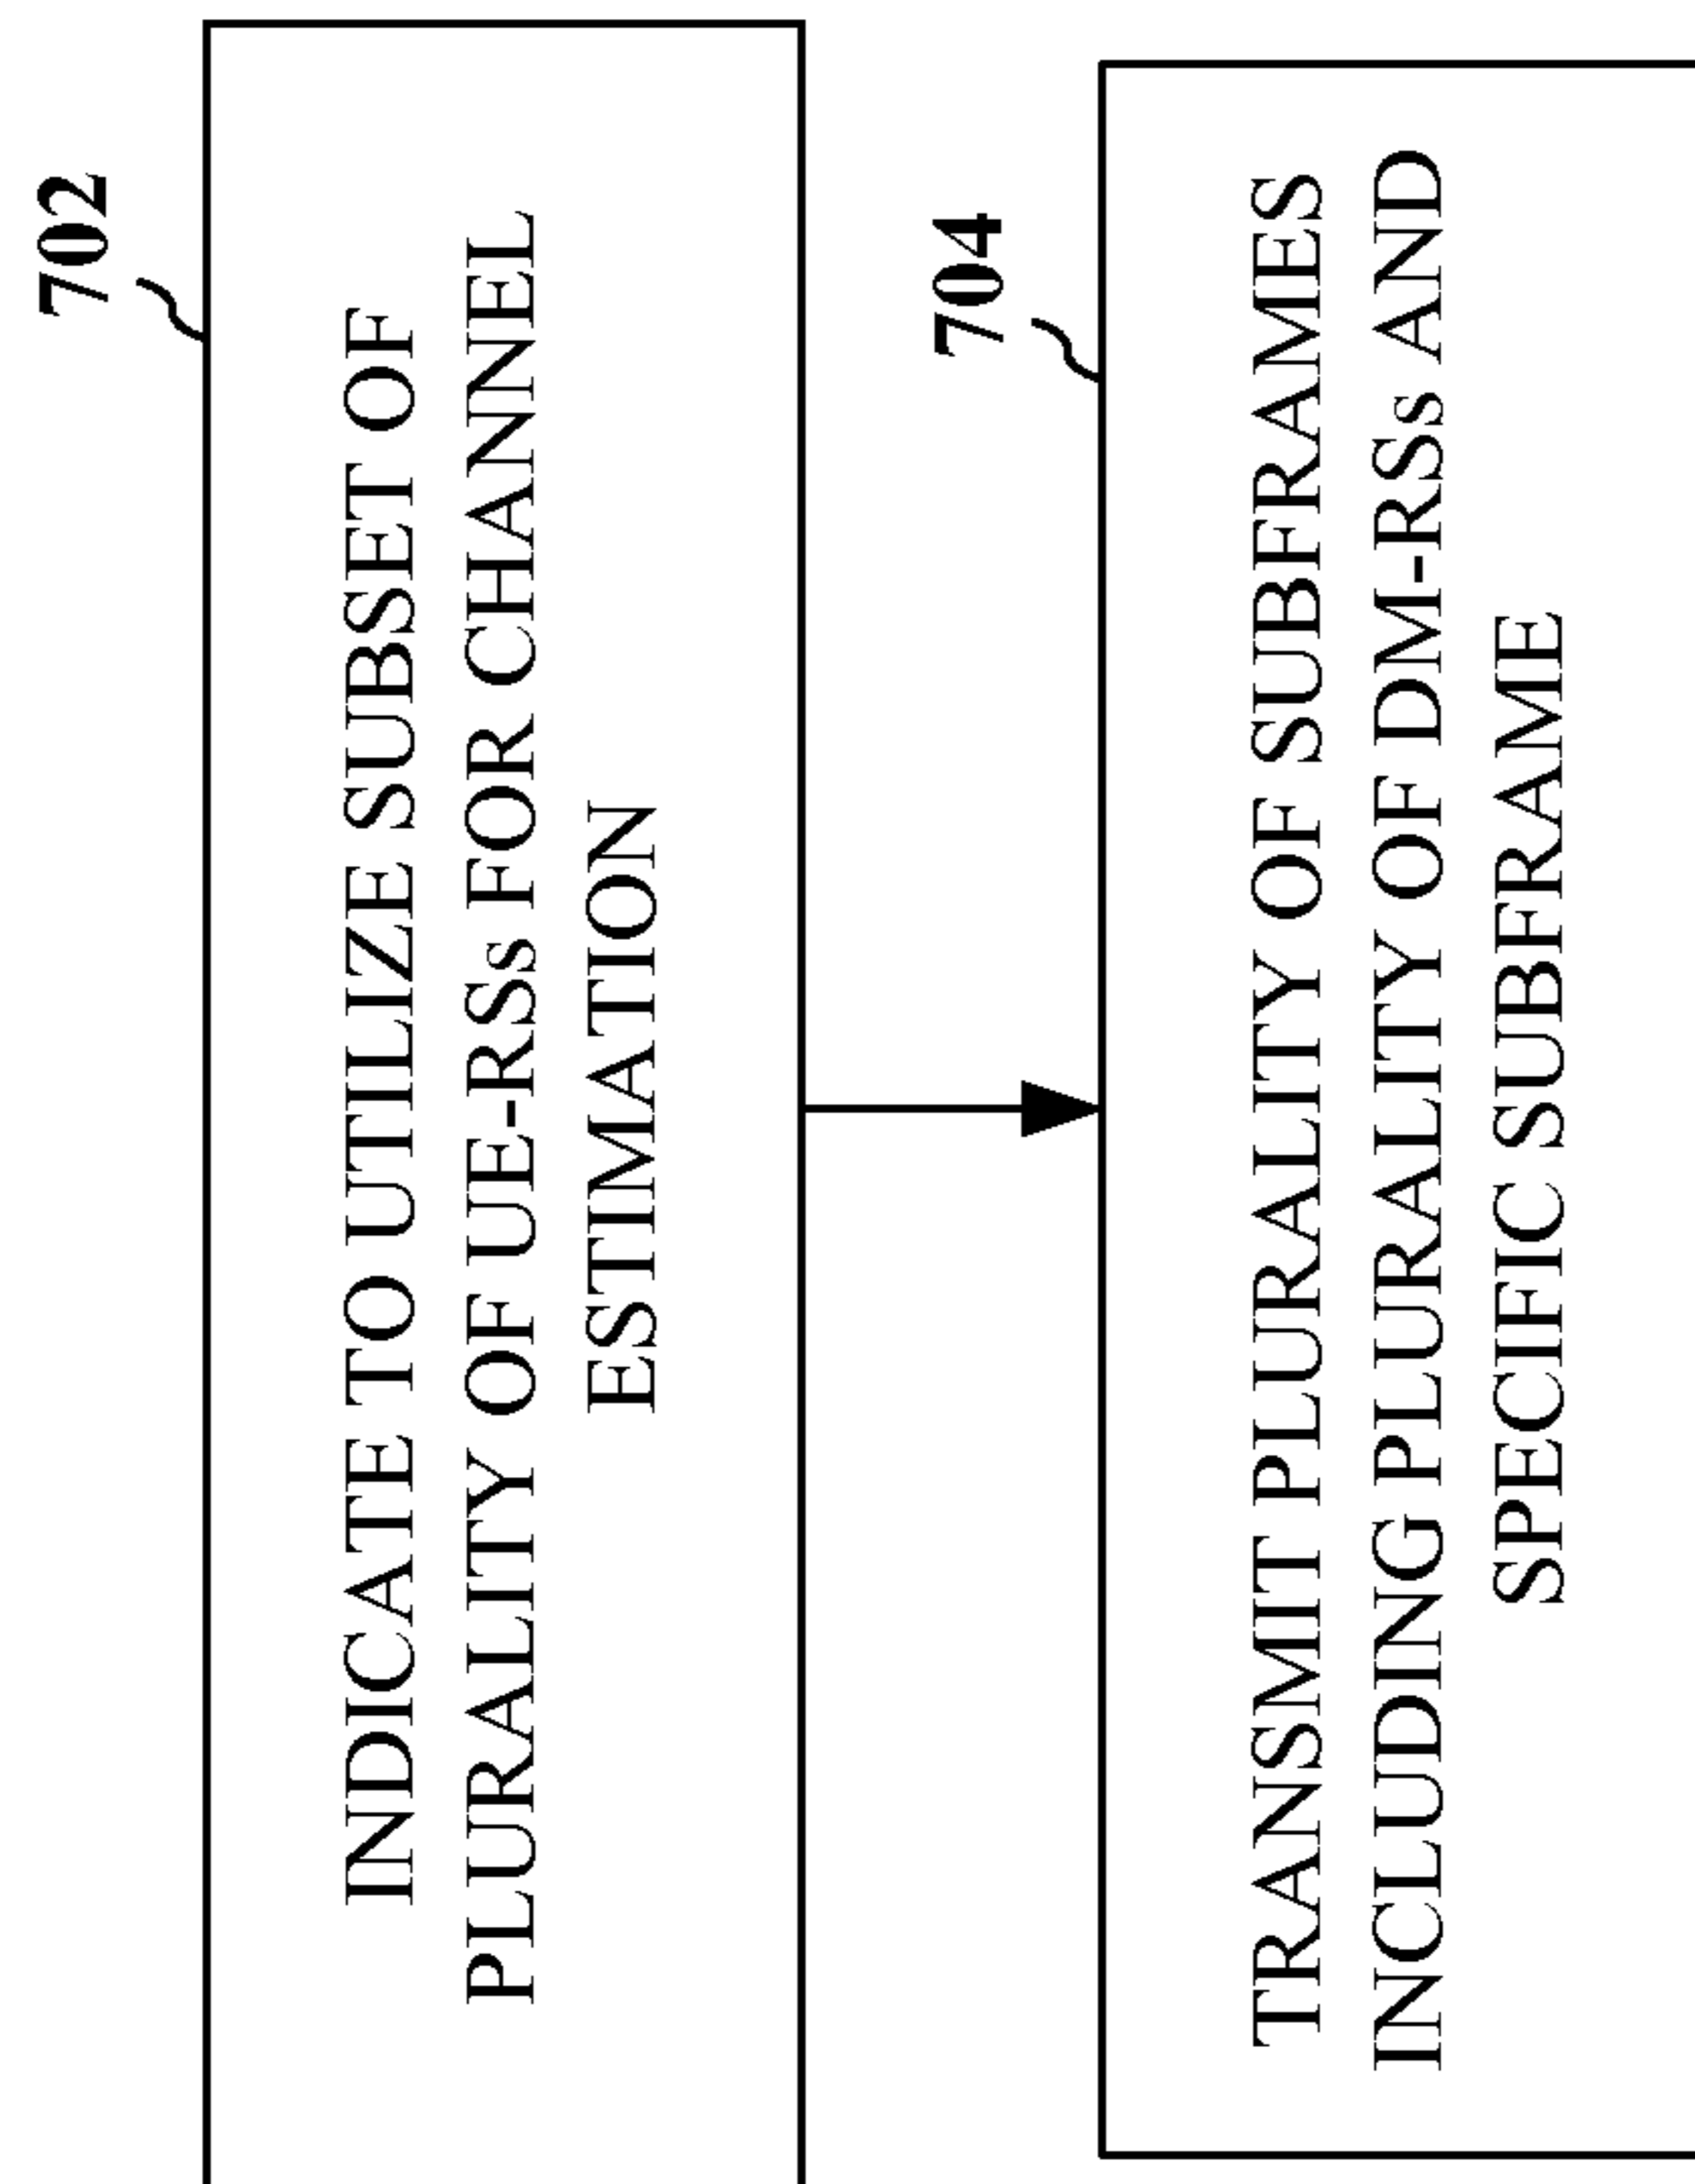 702
INDICATE TO UTILIZE SUBSET OF
PLURALITY OF UE-RSs FOR CHANNEL
ESTIMATION
704
TRANSMIT PLURALITY OF SUBFRAMES
INCLUDING PLURALITY OF DM-RSs AND
SPECIFIC SUBFRAME